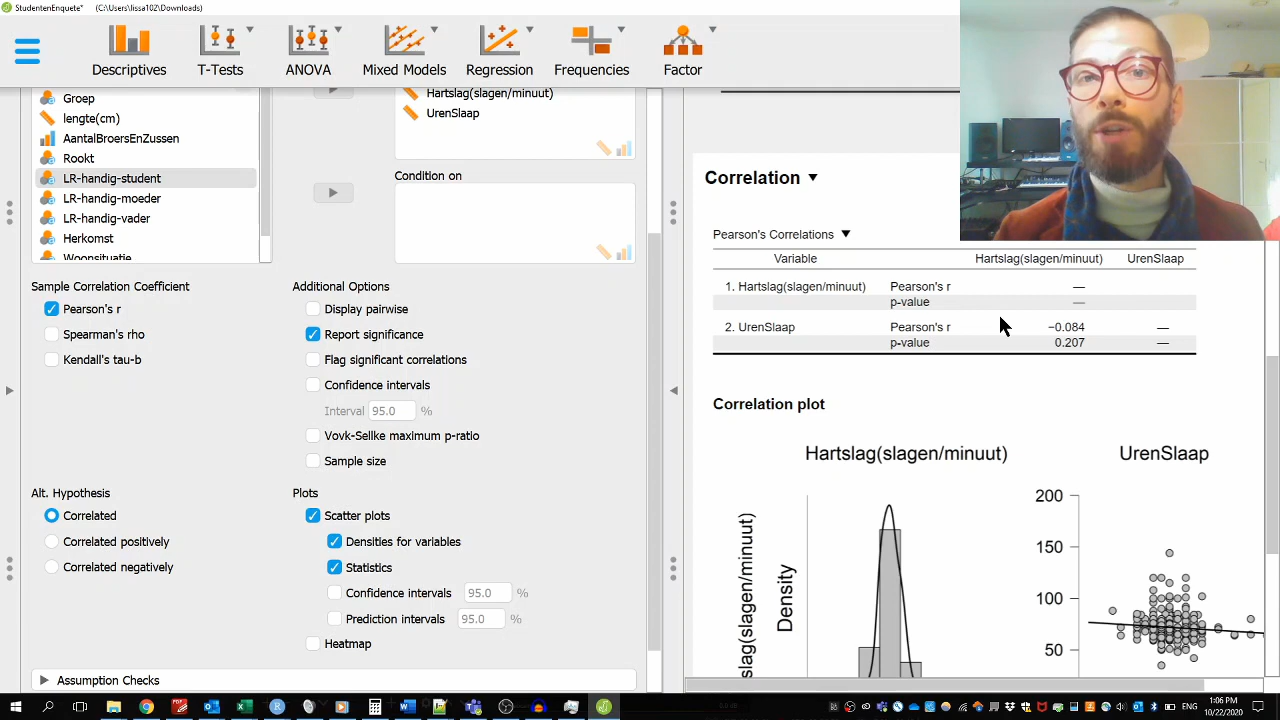 StudentenEnquete* (C:\Users\lissa102\Downloads)
Descriptives
T-Tests
ANOVA
Mixed Models
Regression
Frequencies
Factor
Groep
lengte(cm)
AantalBroersEnZussen
Rookt
LR-handig-student
LR-handig-moeder
LR-handig-vader
Herkomst
Woonsituatie
Hartslag(slagen/minuut)
UrenSlaap
Condition on
Sample Correlation Coefficient
Pearson's r
Spearman's rho
Kendall's tau-b
Additional Options
Display pairwise
Report significance
Flag significant correlations
Confidence intervals
Interval 95.0 %
Vovk-Sellke maximum p-ratio
Sample size
Alt. Hypothesis
Correlated
Correlated positively
Correlated negatively
Plots
Scatter plots
Densities for variables
Statistics
Confidence intervals 95.0 %
Prediction intervals 95.0 %
Heatmap
Assumption Checks
Correlation
Pearson's Correlations
Variable Hartslag(slagen/minuut) UrenSlaap
1. Hartslag(slagen/minuut) Pearson's r —
p-value —
2. UrenSlaap Pearson's r −0.084 —
p-value 0.207 —
Correlation plot
Hartslag(slagen/minuut) UrenSlaap
slag(slagen/minuut)
Density
200
150
100
50
1:06 PM
10/22/2020